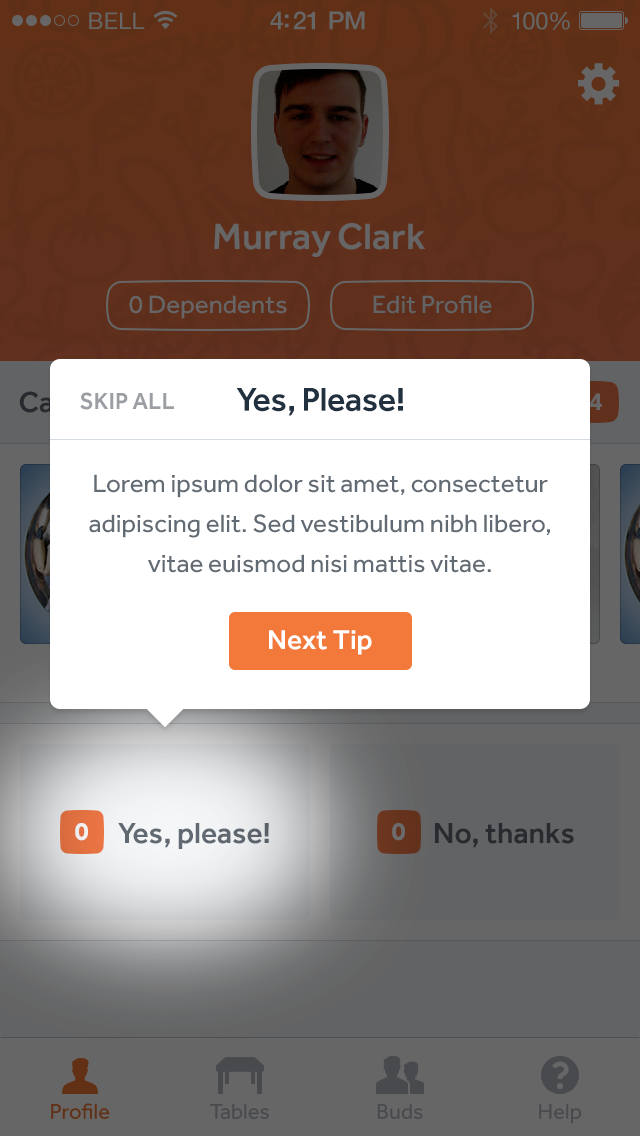 BELL 4:21 PM 100%
Murray Clark
0 Dependents Edit Profile
Ca 4
SKIP ALL Yes, Please!
Lorem ipsum dolor sit amet, consectetur
adipiscing elit. Sed vestibulum nibh libero,
vitae euismod nisi mattis vitae.
Next Tip
0 Yes, please! 0 No, thanks
Profile Tables Buds Help